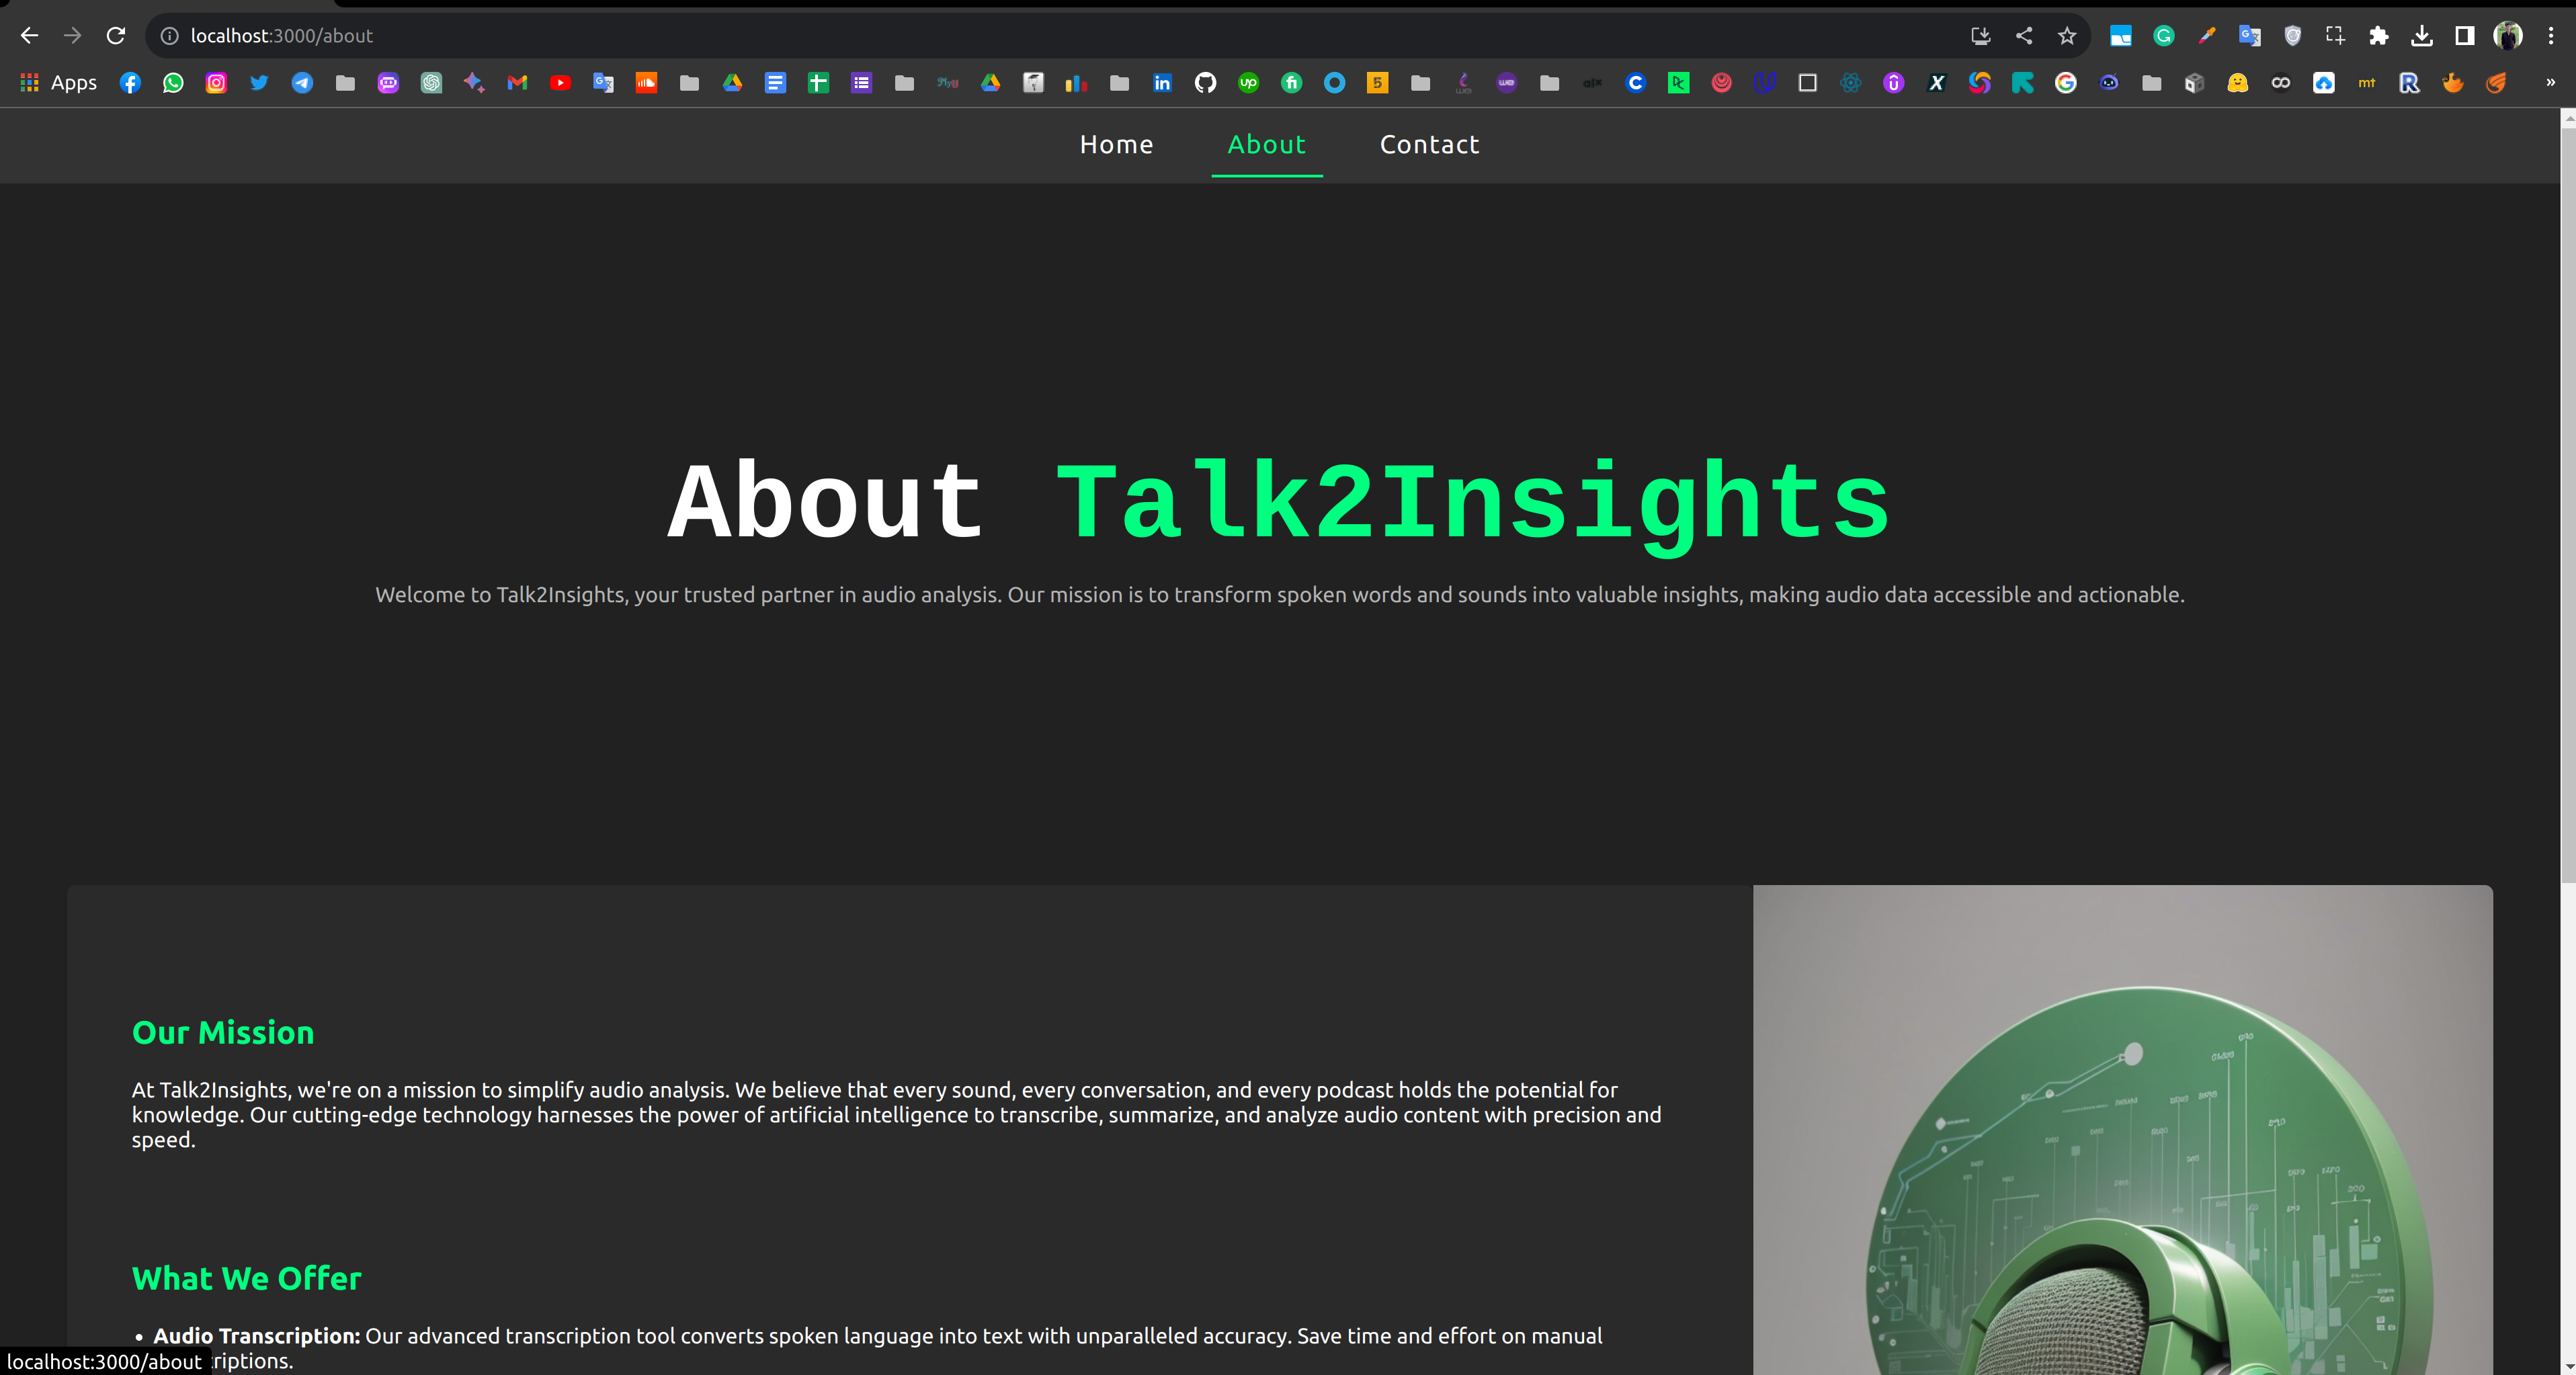 localhost:3000/about
Apps
Home About Contact
About Talk2Insights
Welcome to Talk2Insights, your trusted partner in audio analysis. Our mission is to transform spoken words and sounds into valuable insights, making audio data accessible and actionable.
Our Mission
At Talk2Insights, we're on a mission to simplify audio analysis. We believe that every sound, every conversation, and every podcast holds the potential for
knowledge. Our cutting-edge technology harnesses the power of artificial intelligence to transcribe, summarize, and analyze audio content with precision and
speed.
What We Offer
• Audio Transcription: Our advanced transcription tool converts spoken language into text with unparalleled accuracy. Save time and effort on manual
riptions.
localhost:3000/about